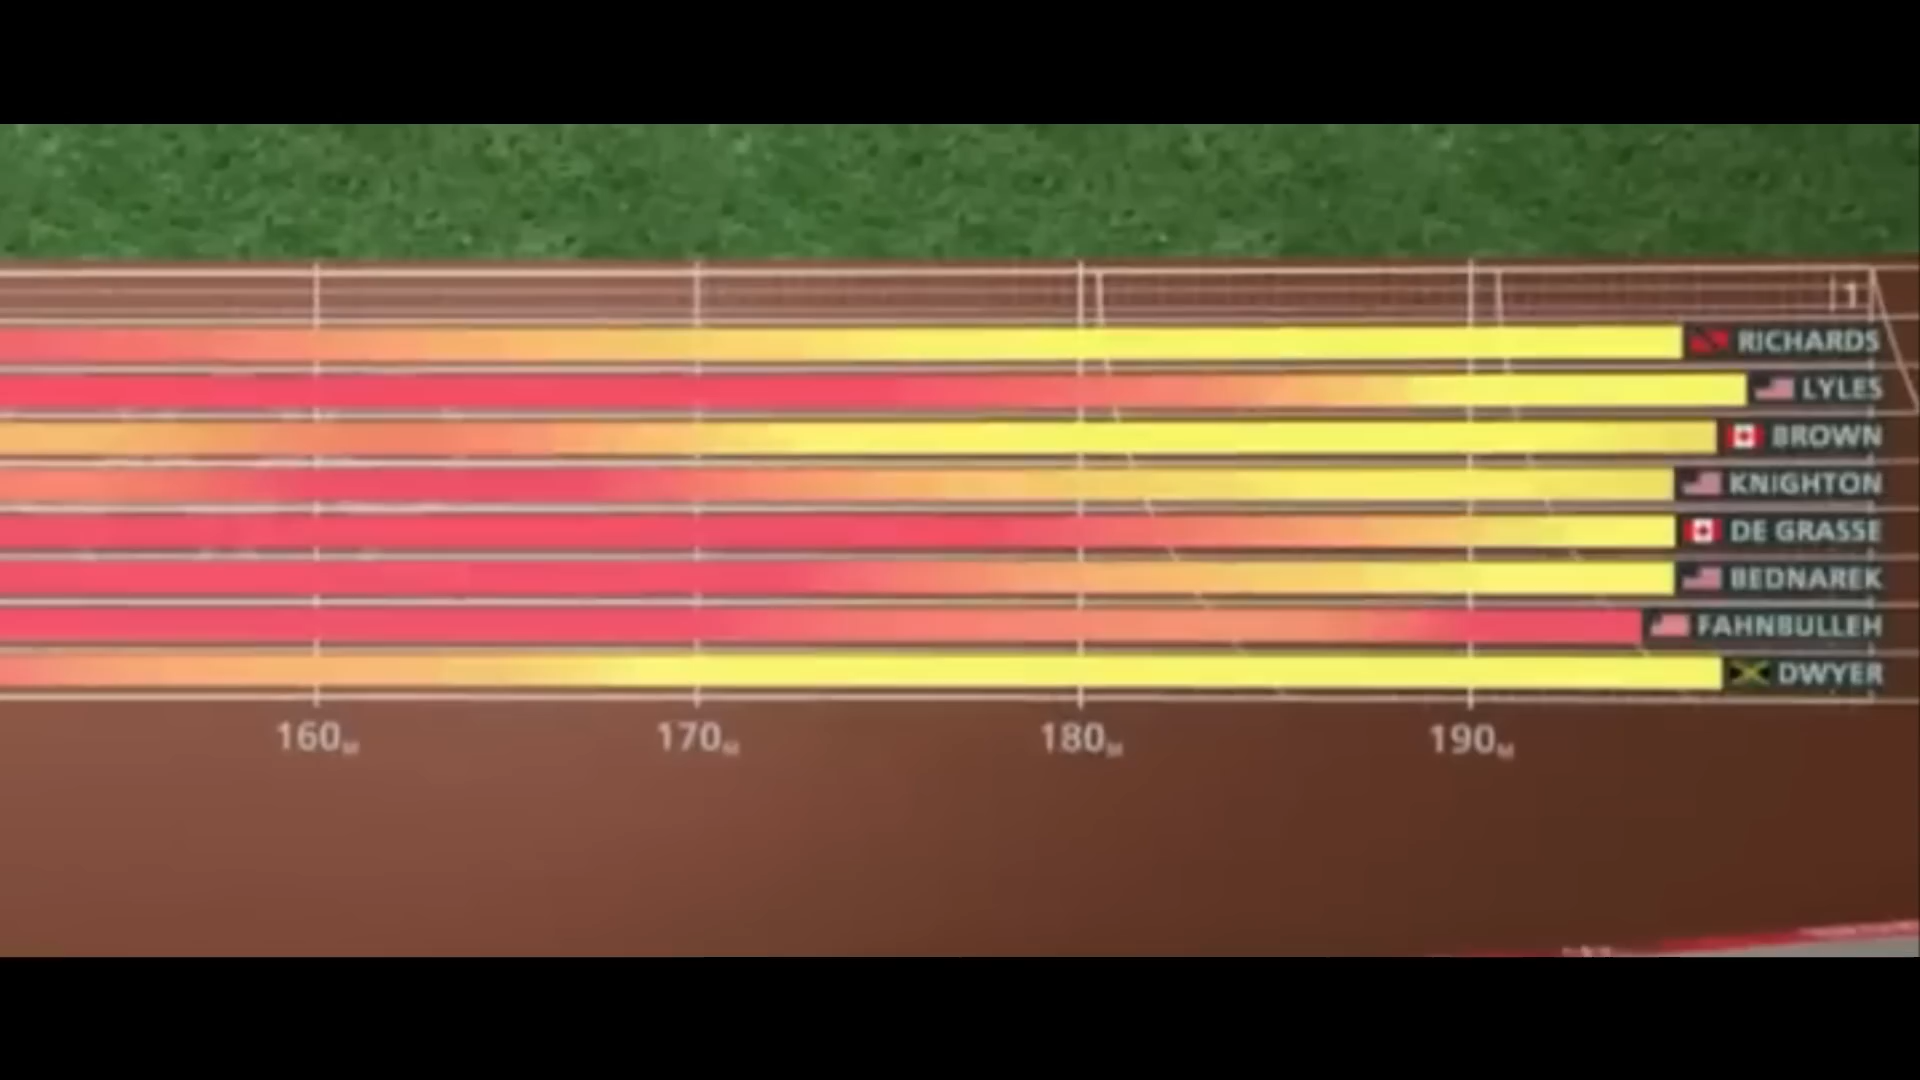 1
RICHARDS
LYLES
BROWN
KNIGHTON
DE GRASSE
BEDNAREK
FAHNBULLEH
DWYER
160M 170M 180M 190M